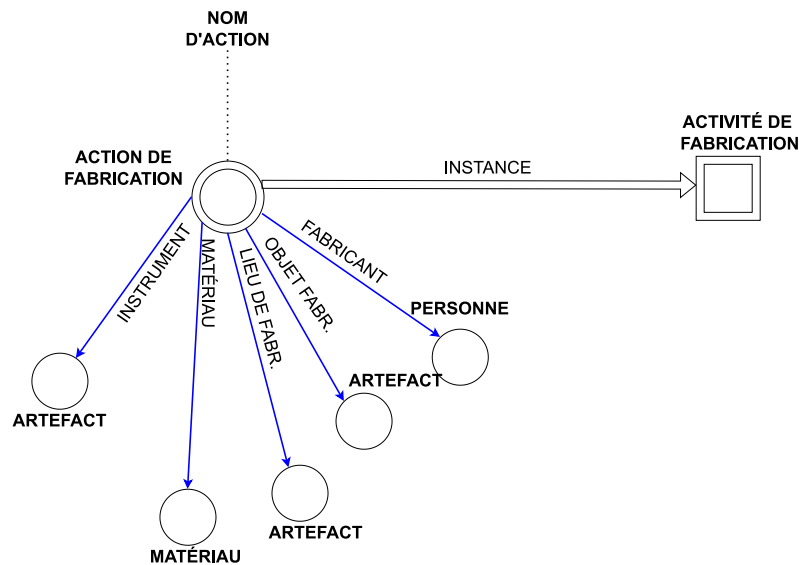 NOM
D'ACTION
ACTIVITÉ DE
FABRICATION
ACTION DE
FABRICATION
INSTANCE
INSTRUMENT
MATÉRIAU
LIEU DE FABR.
OBJET FABR.
FABRICANT
PERSONNE
ARTEFACT
ARTEFACT
ARTEFACT
MATÉRIAU